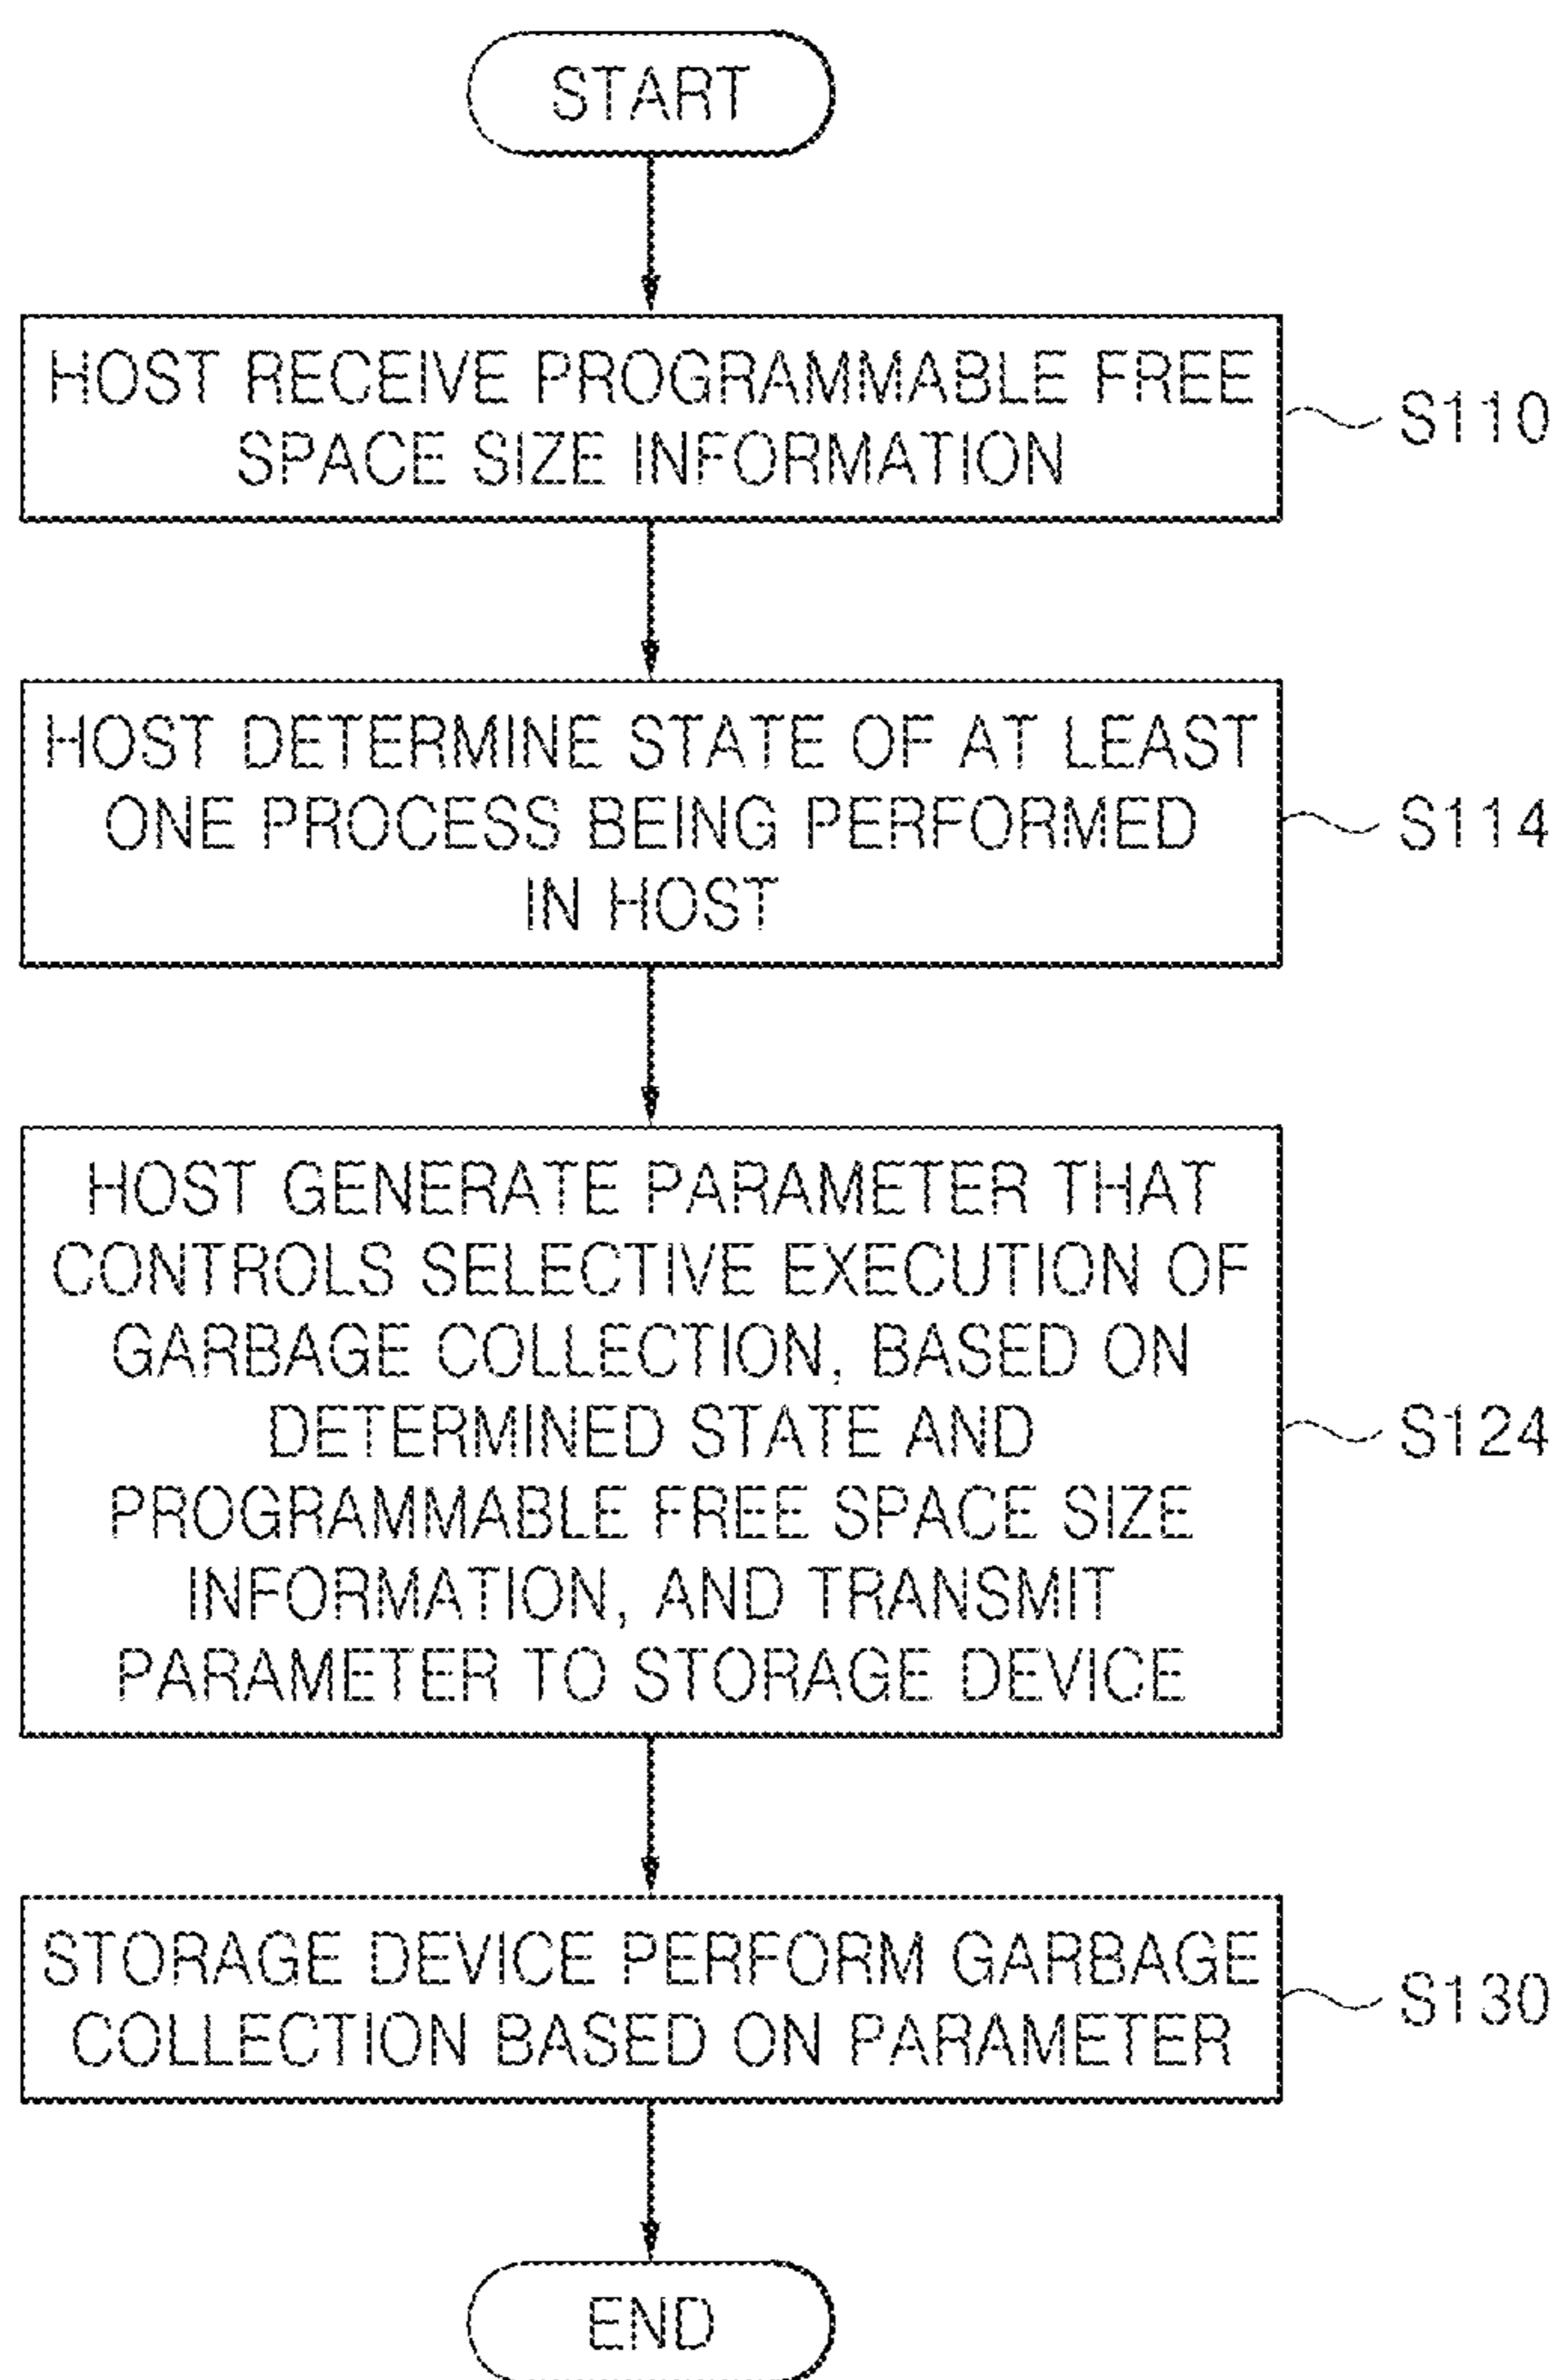 START
HOST RECEIVE PROGRAMMABLE FREE
SPACE SIZE INFORMATION
S110
HOST DETERMINE STATE OF AT LEAST
ONE PROCESS BEING PERFORMED
IN HOST
S114
HOST GENERATE PARAMETER THAT
CONTROLS SELECTIVE EXECUTION OF
GARBAGE COLLECTION, BASED ON
DETERMINED STATE AND
PROGRAMMABLE FREE SPACE SIZE
INFORMATION, AND TRANSMIT
PARAMETER TO STORAGE DEVICE
S124
STORAGE DEVICE PERFORM GARBAGE
COLLECTION BASED ON PARAMETER
S130
END